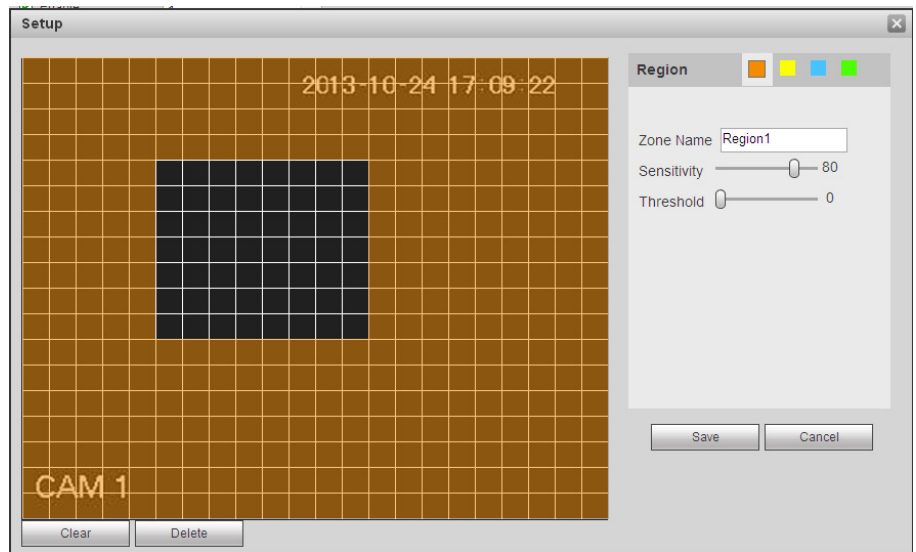 Setup
2013-10-24 17:09:22
CAM 1
Clear
Delete
Region
Zone Name Region1
Sensitivity 80
Threshold 0
Save
Cancel